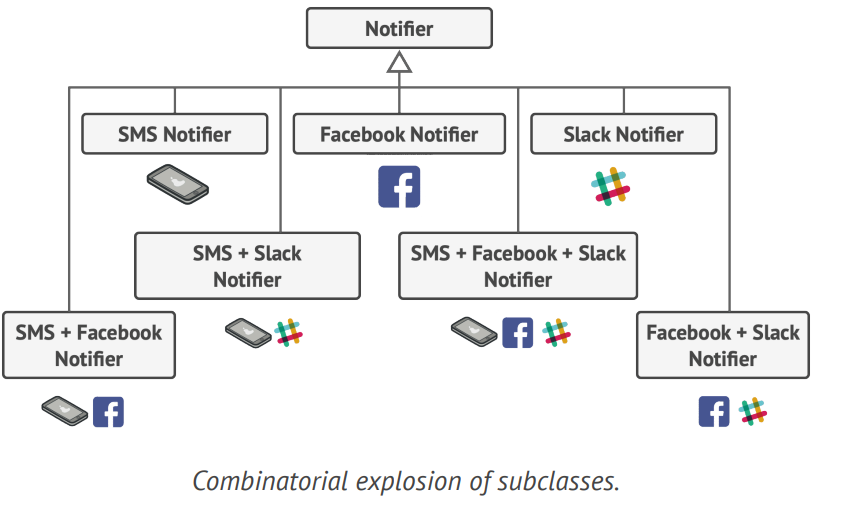 Notifier
SMS Notifier
Facebook Notifier
Slack Notifier
SMS + Slack
Notifier
SMS + Facebook + Slack
Notifier
SMS + Facebook
Notifier
Facebook + Slack
Notifier
Combinatorial explosion of subclasses.